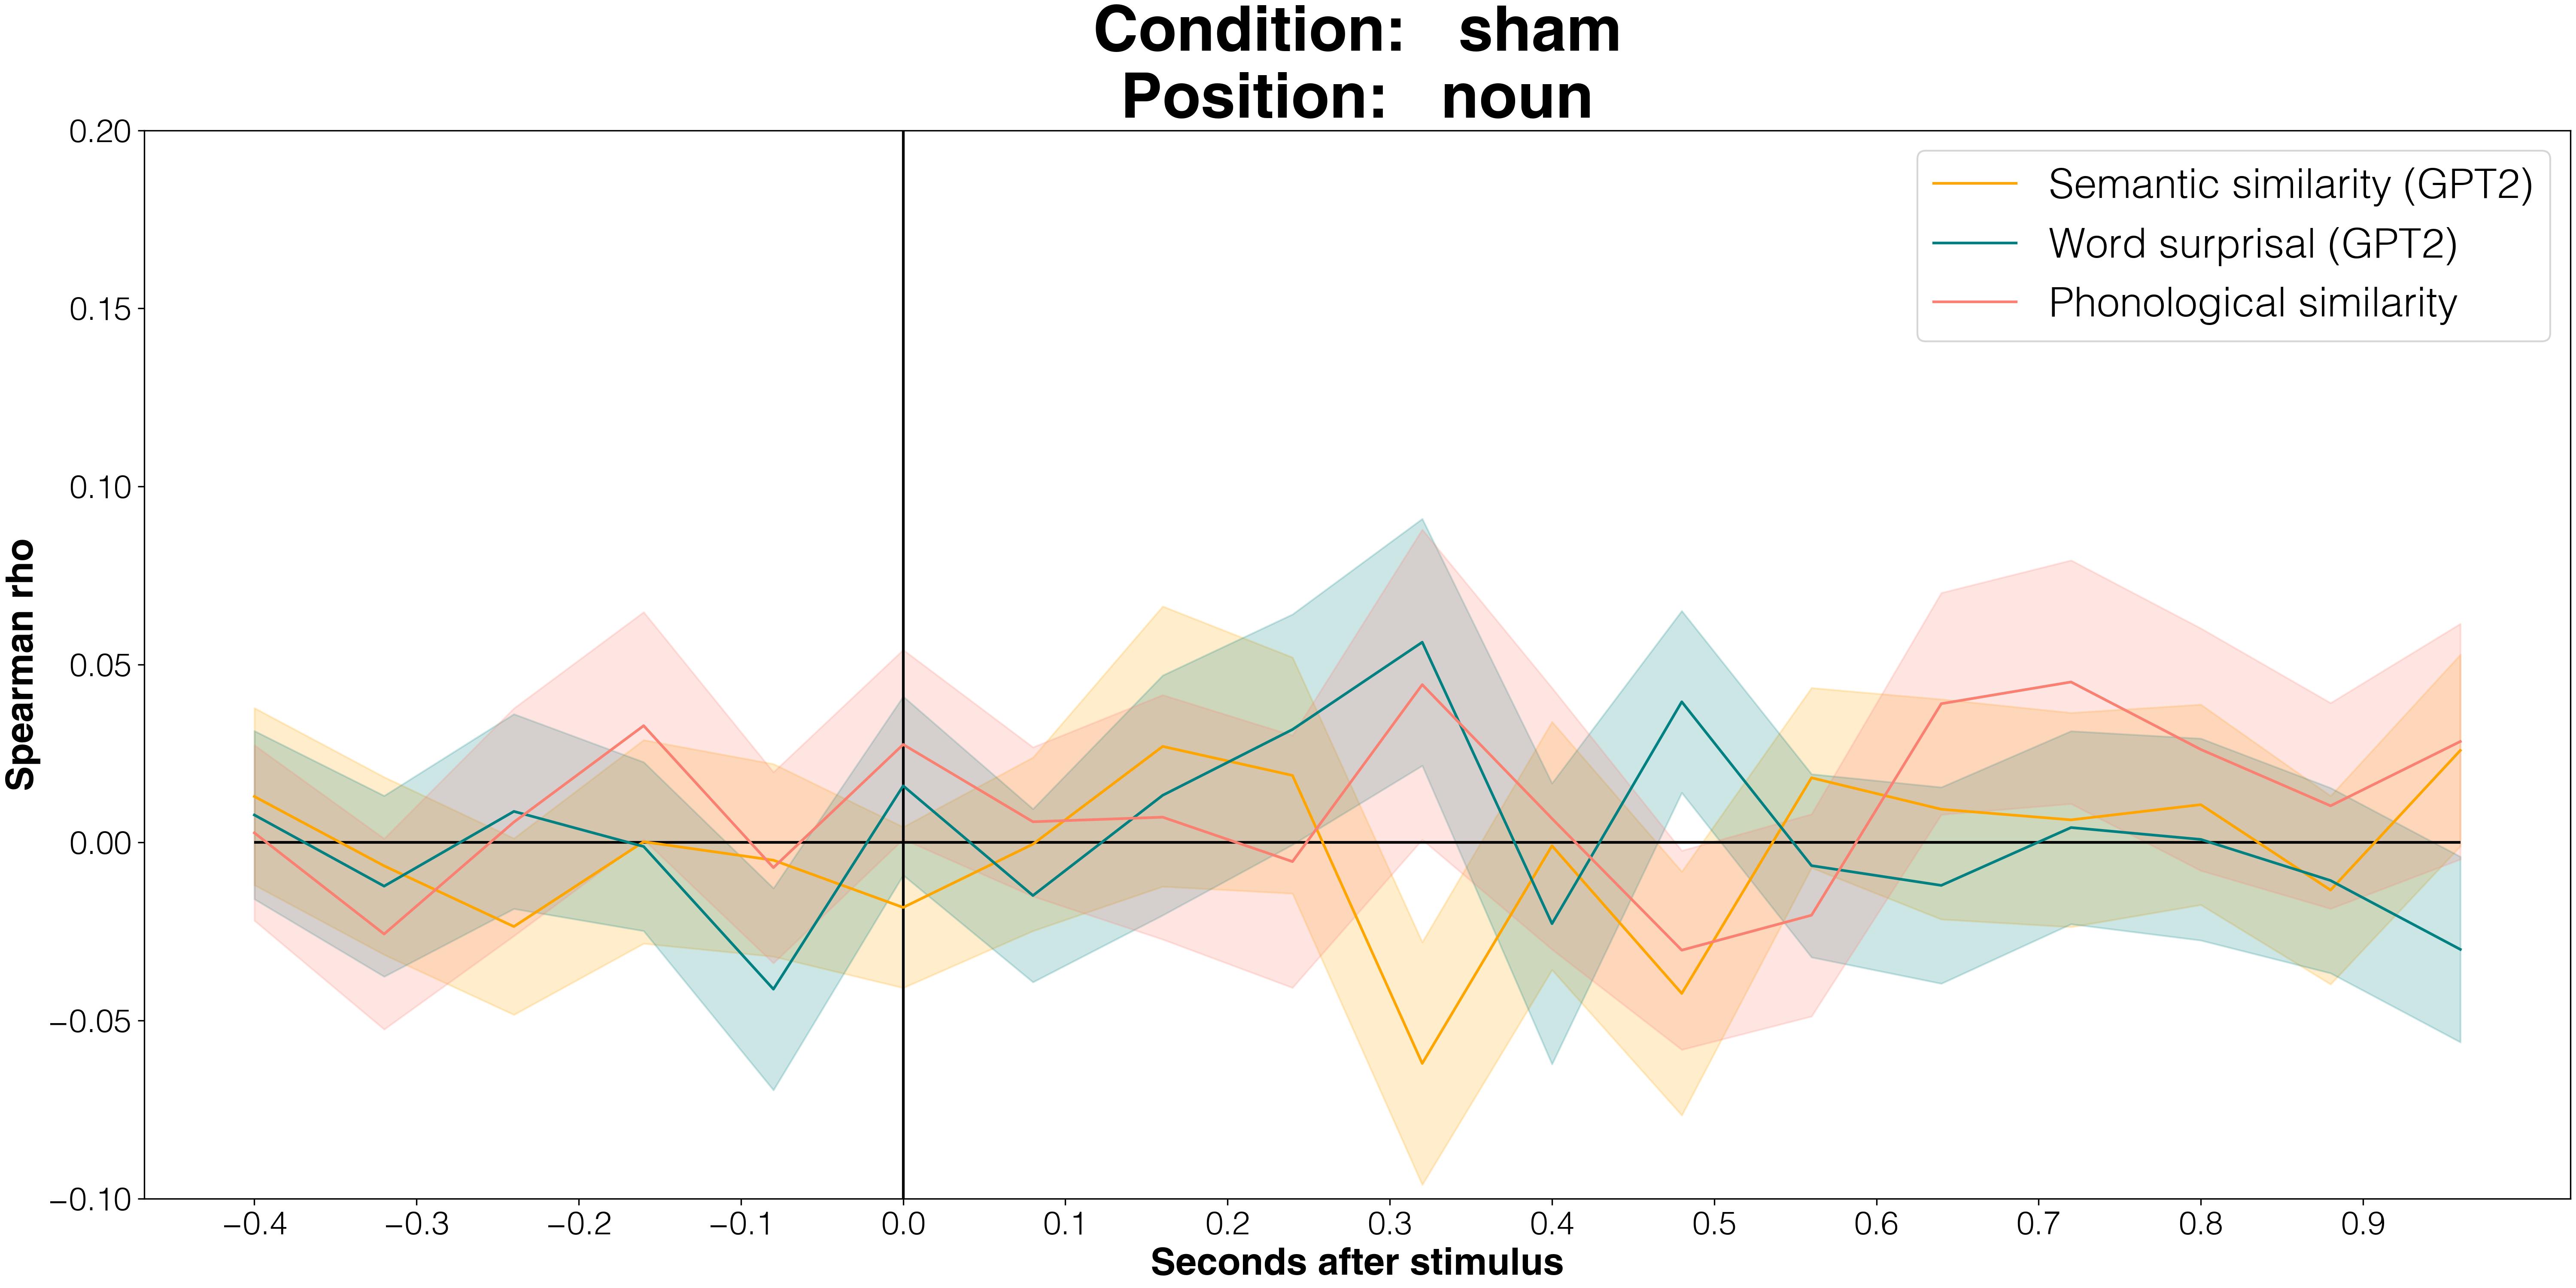 Condition: sham
Position: noun
0.20
0.15
0.10
0.05
0.00
−0.05
−0.10
Spearman rho
Semantic similarity (GPT2)
Word surprisal (GPT2)
Phonological similarity
−0.4 −0.3 −0.2 −0.1 0.0 0.1 0.2 0.3 0.4 0.5 0.6 0.7 0.8 0.9
Seconds after stimulus